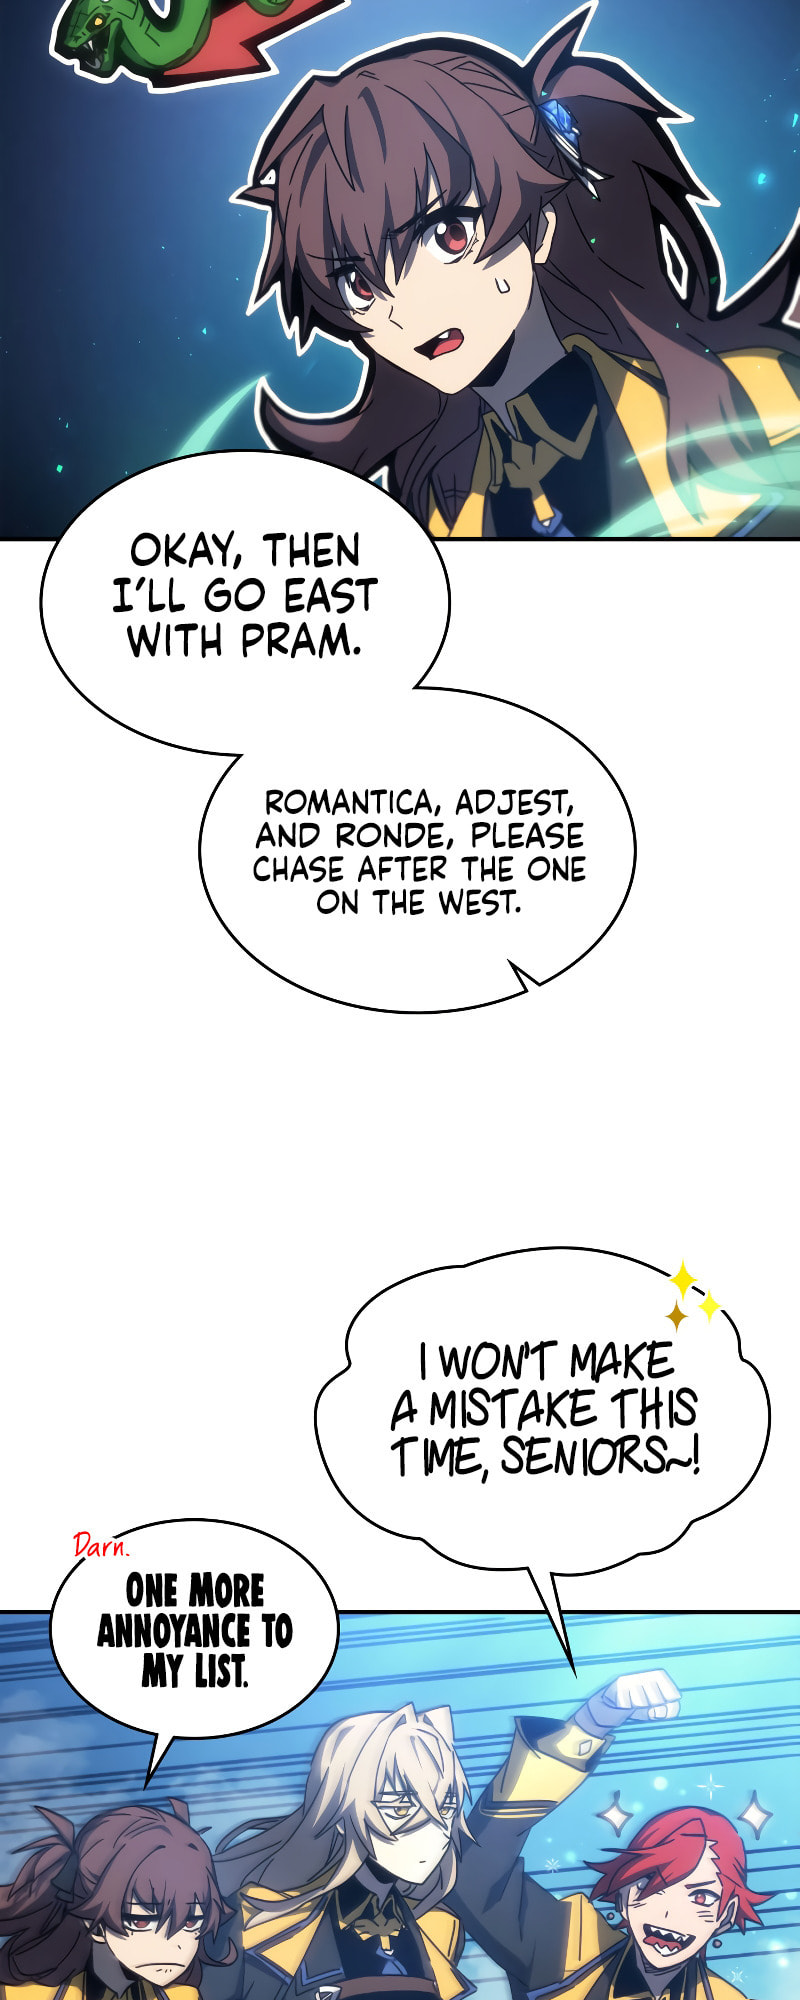 OKAY, THEN
I'LL GO EAST
WITH PRAM.
ROMANTICA, ADJEST,
AND RONDE, PLEASE
CHASE AFTER THE ONE
ON THE WEST.
I WON'T MAKE
A MISTAKE THIS
TIME, SENIORS~!
Darn.
ONE MORE
ANNOYANCE TO
MY LIST.